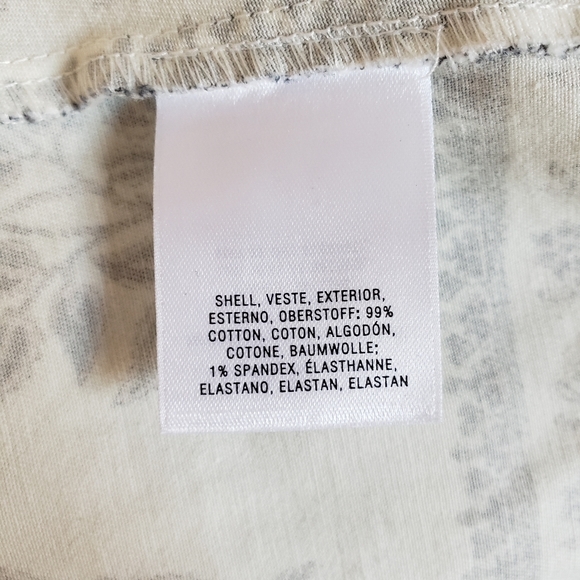 SHELL, VESTE, EXTERIOR,
ESTERNO, OBERSTOFF: 99%
COTTON, COTON, ALGODÓN,
COTONE, BAUMWOLLE;
1% SPANDEX, ÉLASTHANNE,
ELASTANO, ELASTAN, ELASTAN